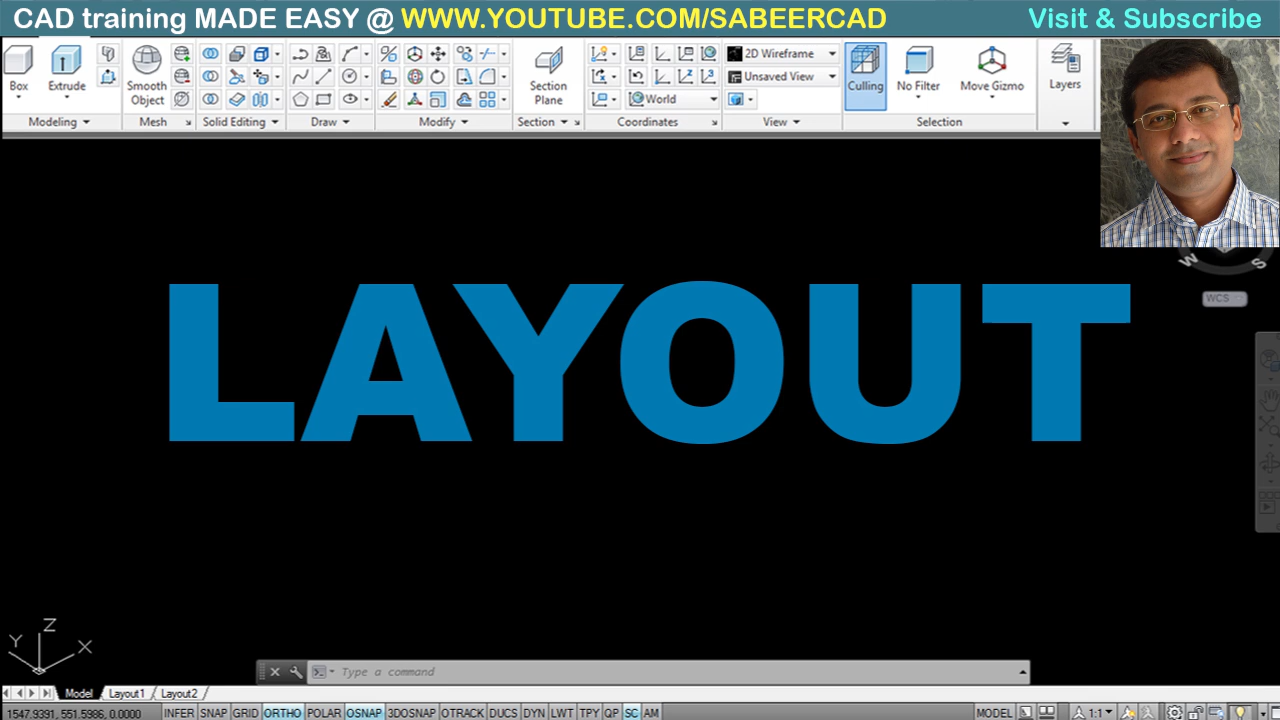 CAD training MADE EASY @ WWW.YOUTUBE.COM/SABEERCAD Visit & Subscribe
Box Extrude Smooth Object Section Plane 2D Wireframe Unsaved View World Culling No Filter Move Gizmo Layers
Modeling Mesh Solid Editing Draw Modify Section Coordinates View Selection
W S
WCS
LAYOUT
Z
Y X
Type a command
Model Layout1 Layout2
1547.9391, 551.5986, 0.0000 INFER SNAP GRID ORTHO POLAR OSNAP 3DOSNAP OTRACK DUCS DYN LWT TPY QP SC AM MODEL 1:1